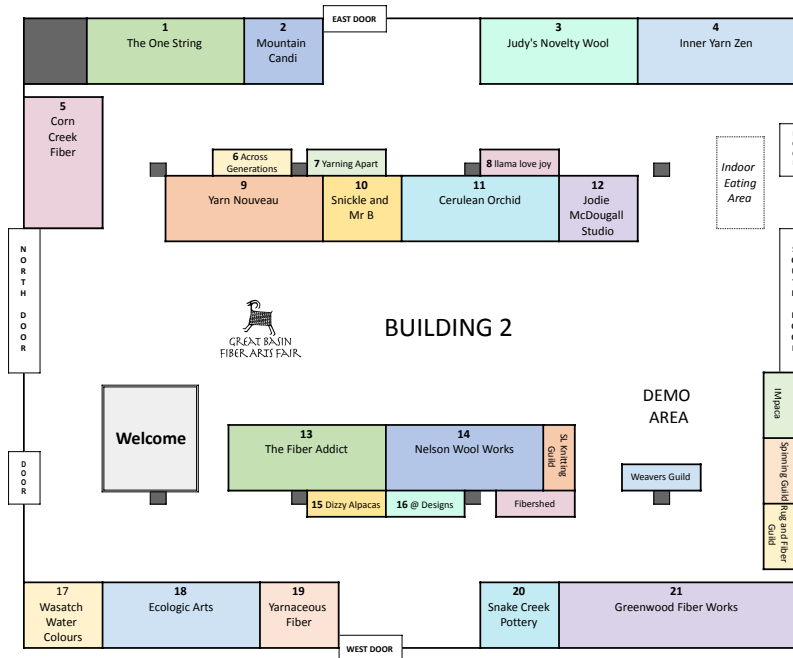 EAST DOOR
1
The One String
2
Mountain
Candi
3
Judy's Novelty Wool
4
Inner Yarn Zen
5
Corn
Creek
Fiber
6 Across
Generations
7 Yarning Apart
8 llama love joy
Indoor
Eating
Area
9
Yarn Nouveau
10
Snickle and
Mr B
11
Cerulean Orchid
12
Jodie
McDougall
Studio
NORTH DOOR
GREAT BASIN
FIBER ARTS FAIR
BUILDING 2
DEMO
AREA
Welcome
13
The Fiber Addict
14
Nelson Wool Works
SL Knitting
Guild
IMpaca
Spinning Guild
Rug and Fiber
Guild
Weavers Guild
DOOR
15 Dizzy Alpacas
16 @ Designs
Fibershed
17
Wasatch
Water
Colours
18
Ecologic Arts
19
Yarnaceous
Fiber
20
Snake Creek
Pottery
21
Greenwood Fiber Works
WEST DOOR